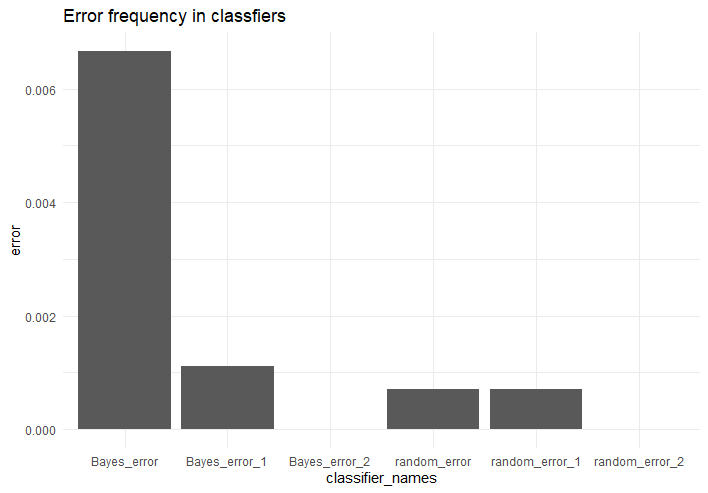 Error frequency in classfiers
0.006
0.004
0.002
0.000
error
Bayes_error Bayes_error_1 Bayes_error_2 random_error random_error_1 random_error_2
classifier_names